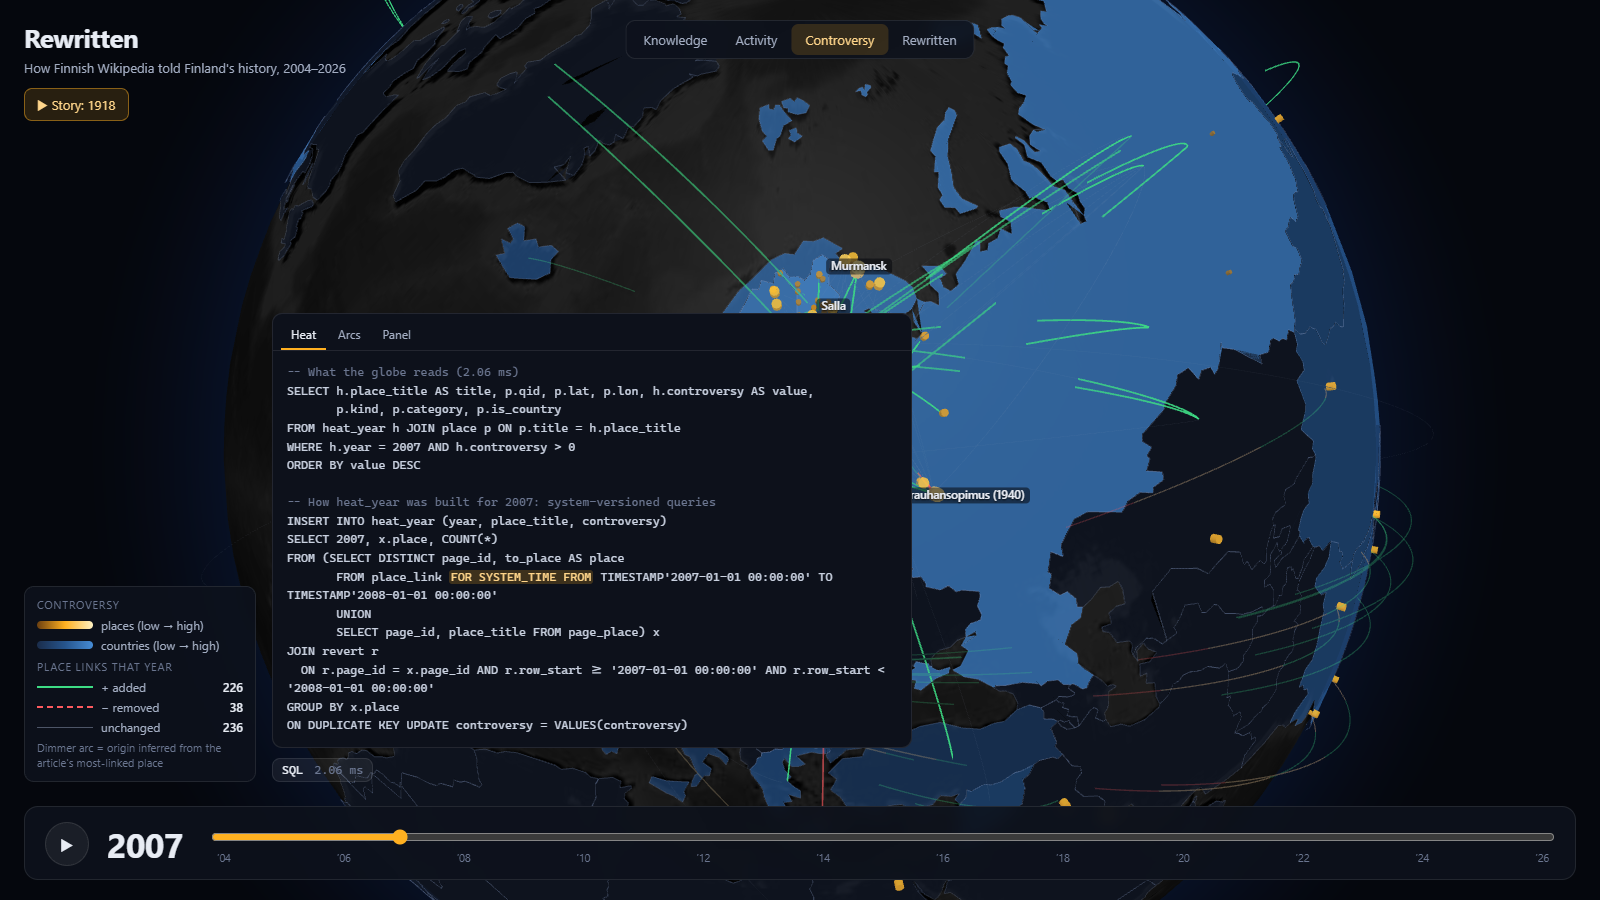 Rewritten
How Finnish Wikipedia told Finland's history, 2004–2026
▶ Story: 1918
Knowledge Activity Controversy Rewritten
Murmansk
Salla
rauhansopimus (1940)
Heat Arcs Panel
-- What the globe reads (2.06 ms)
SELECT h.place_title AS title, p.qid, p.lat, p.lon, h.controversy AS value,
p.kind, p.category, p.is_country
FROM heat_year h JOIN place p ON p.title = h.place_title
WHERE h.year = 2007 AND h.controversy > 0
ORDER BY value DESC
-- How heat_year was built for 2007: system-versioned queries
INSERT INTO heat_year (year, place_title, controversy)
SELECT 2007, x.place, COUNT(*)
FROM (SELECT DISTINCT page_id, to_place AS place
FROM place_link FOR SYSTEM_TIME FROM TIMESTAMP'2007-01-01 00:00:00' TO
TIMESTAMP'2008-01-01 00:00:00'
UNION
SELECT page_id, place_title FROM page_place) x
JOIN revert r
ON r.page_id = x.page_id AND r.row_start ≥ '2007-01-01 00:00:00' AND r.row_start <
'2008-01-01 00:00:00'
GROUP BY x.place
ON DUPLICATE KEY UPDATE controversy = VALUES(controversy)
SQL 2.06 ms
CONTROVERSY
places (low → high)
countries (low → high)
PLACE LINKS THAT YEAR
+ added 226
− removed 38
unchanged 236
Dimmer arc = origin inferred from the
article's most-linked place
2007
'04 '06 '08 '10 '12 '14 '16 '18 '20 '22 '24 '26